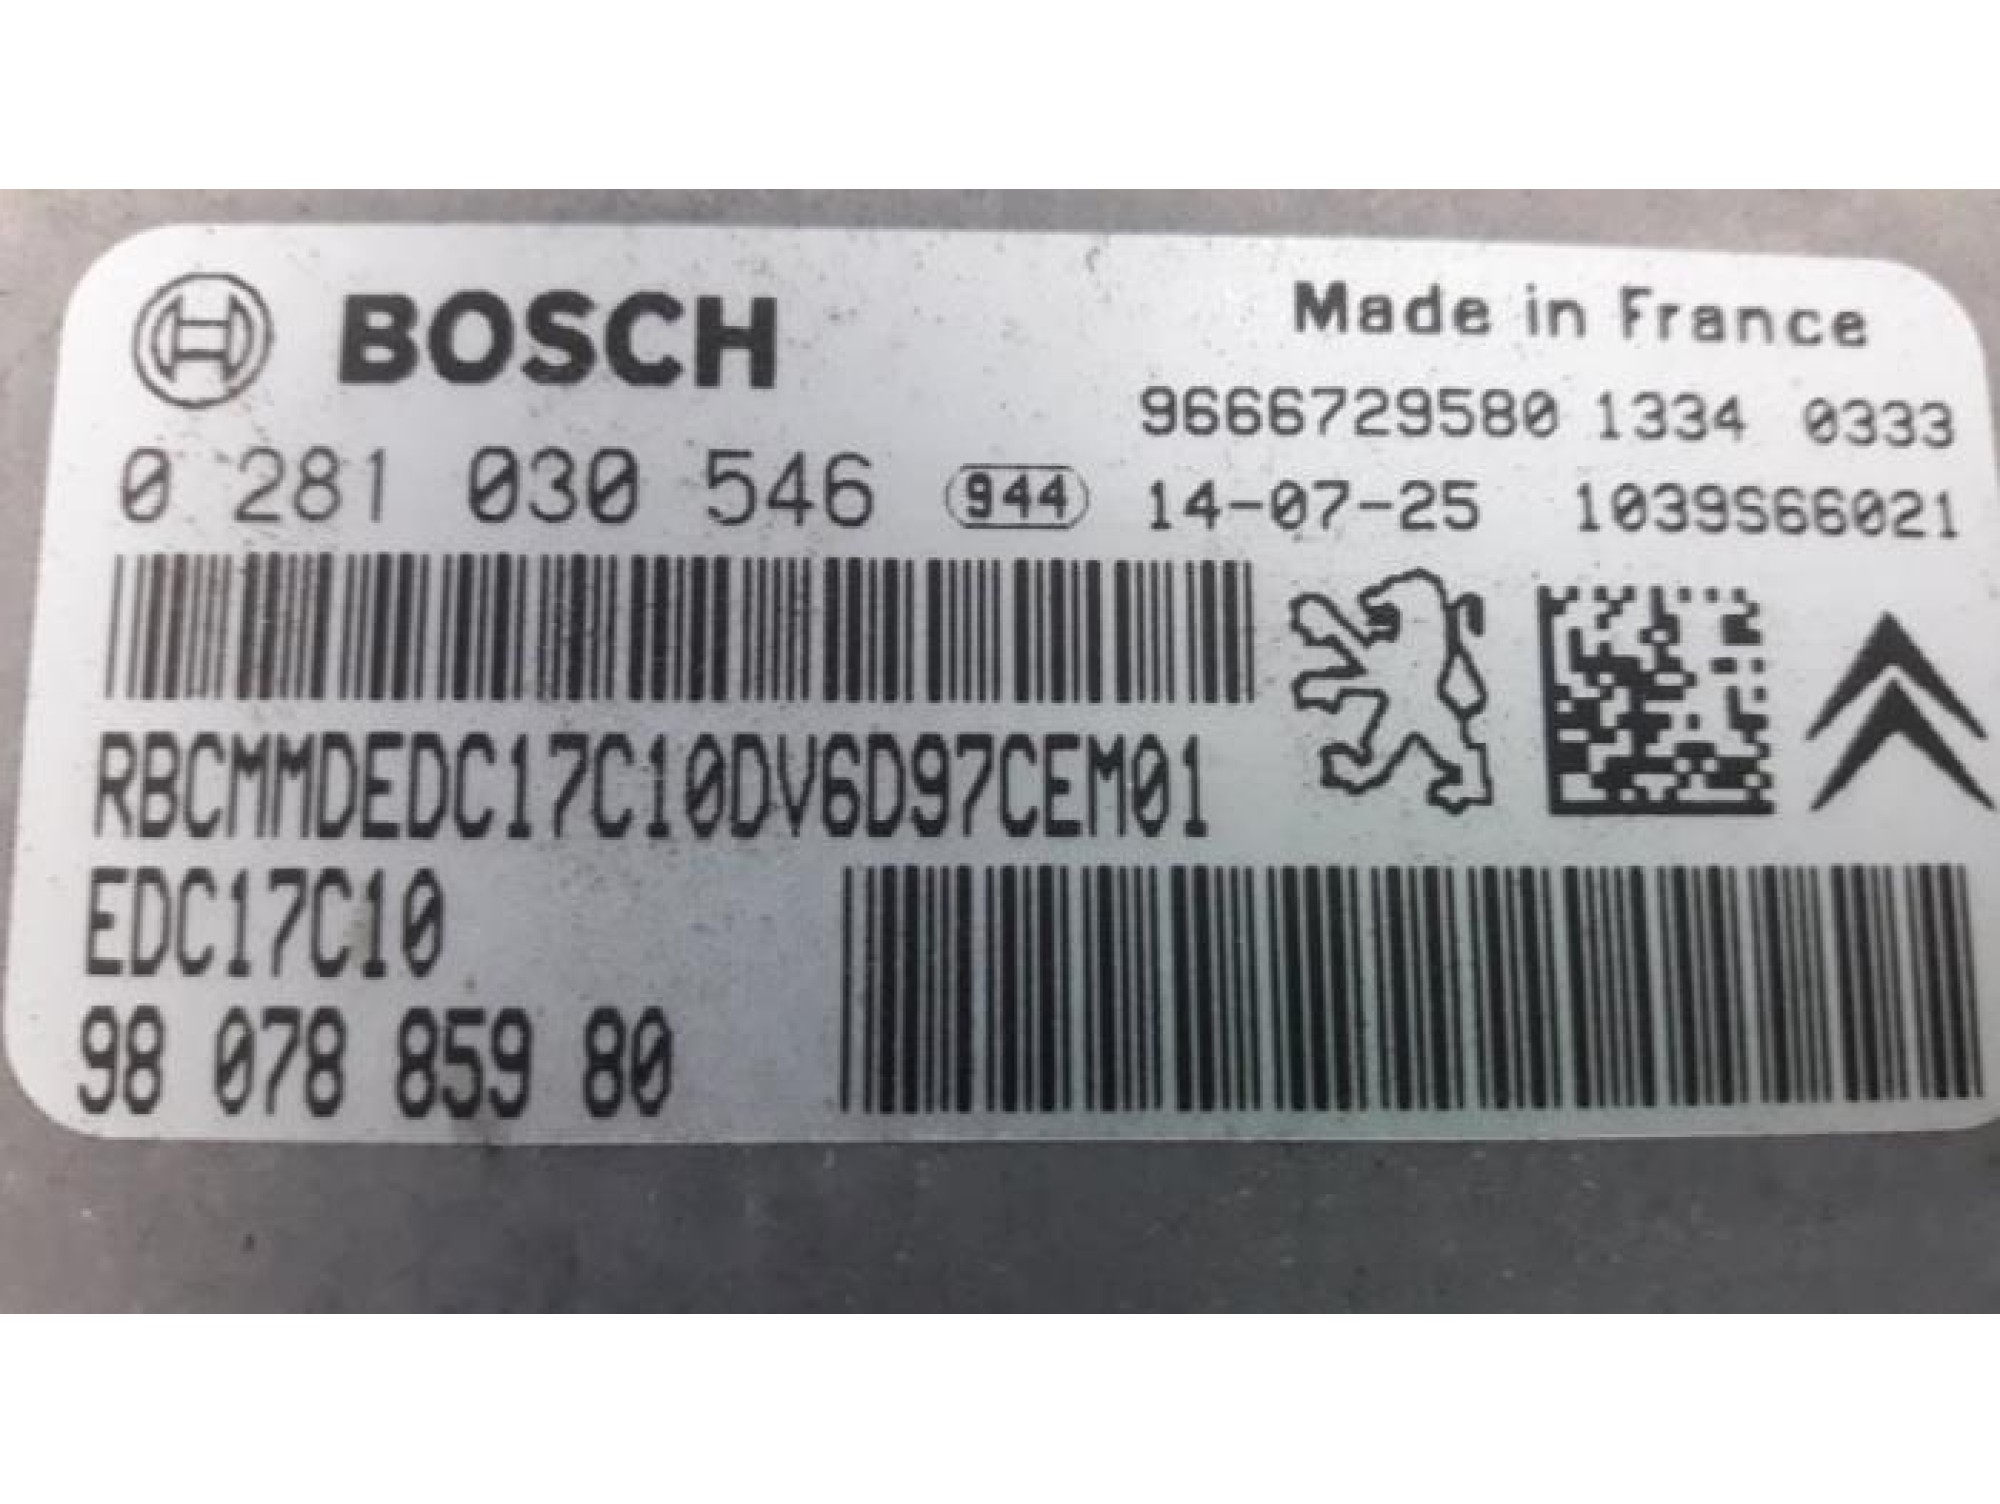 BOSCH
Made in France
9666729580 1334 0333
0 281 030 546 944 14-07-25 1039S66021
RBCMMDEDC17C10DV6D97CEM01
EDC17C10
98 078 859 80